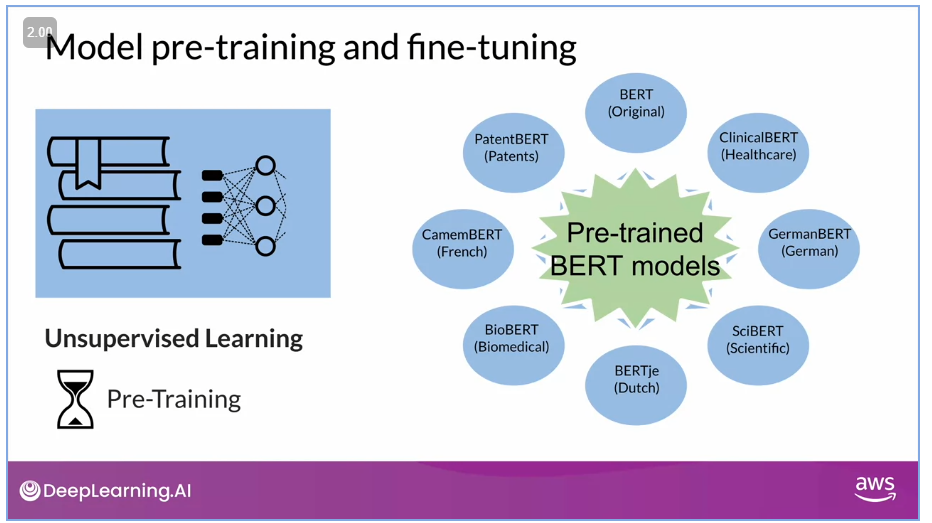 2.00
Model pre-training and fine-tuning
BERT
(Original)
PatentBERT
(Patents)
ClinicalBERT
(Healthcare)
CamemBERT
(French)
Pre-trained
BERT models
GermanBERT
(German)
BioBERT
(Biomedical)
SciBERT
(Scientific)
BERTje
(Dutch)
Unsupervised Learning
Pre-Training
DeepLearning.AI
aws